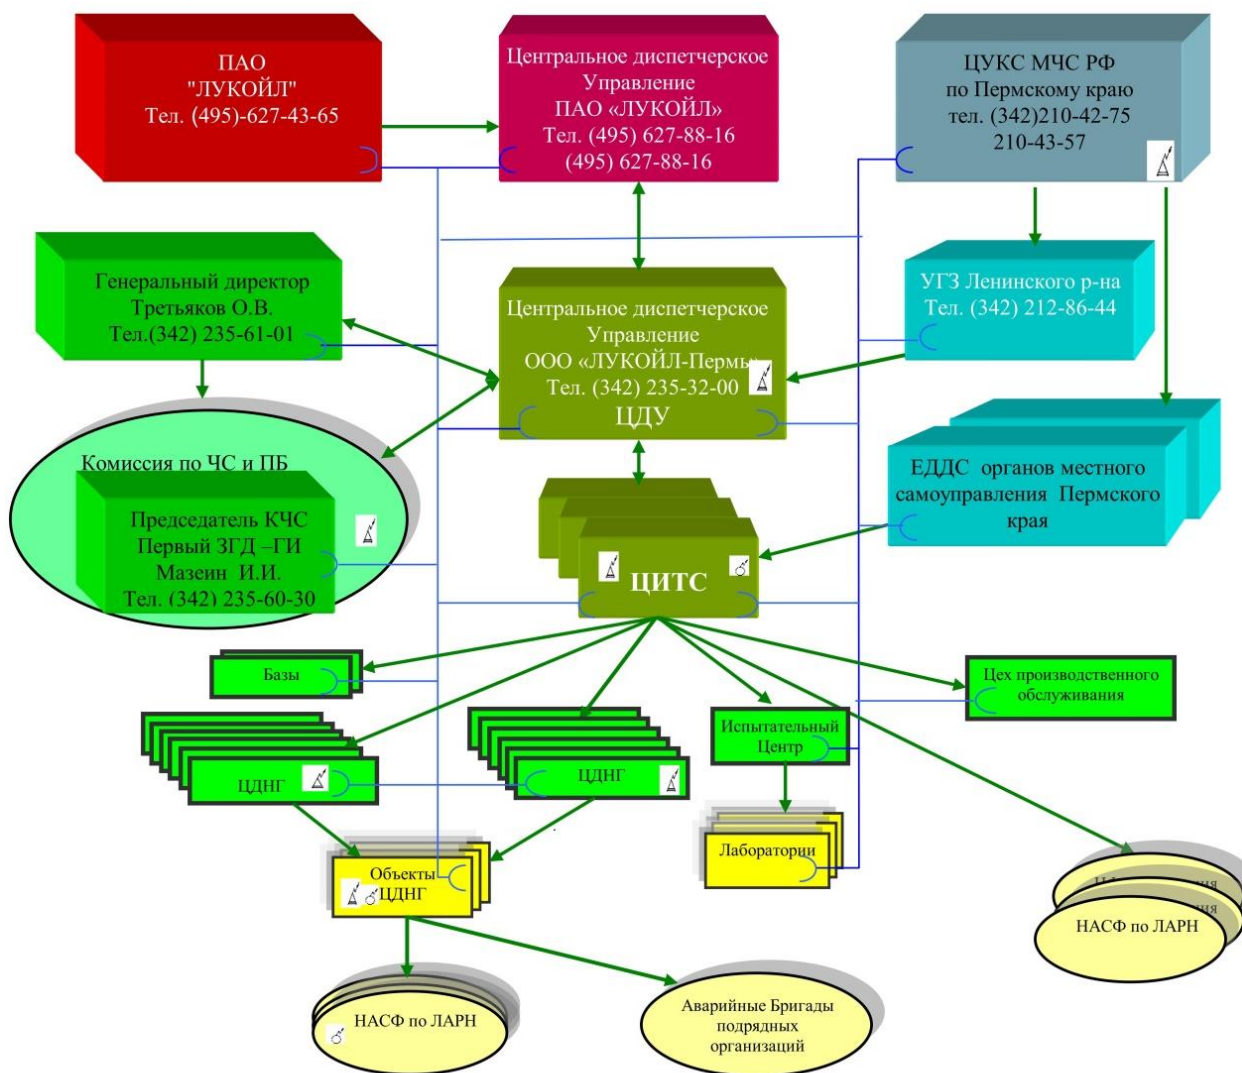 ПАО
"ЛУКОЙЛ"
Тел. (495)-627-43-65
Центральное диспетчерское
Управление
ПАО «ЛУКОЙЛ»
Тел. (495) 627-88-16
(495) 627-88-16
ЦУКС МЧС РФ
по Пермскому краю
тел. (342)210-42-75
210-43-57
Генеральный директор
Третьяков О.В.
Тел.(342) 235-61-01
Центральное диспетчерское
Управление
ООО «ЛУКОЙЛ-Пермь»
Тел. (342) 235-32-00
ЦДУ
УГЗ Ленинского р-на
Тел. (342) 212-86-44
Комиссия по ЧС и ПБ
Председатель КЧС
Первый ЗГД –ГИ
Мазеин И.И.
Тел. (342) 235-60-30
ЕДДС органов местного
самоуправления Пермского
края
ЦИТС
Базы
Цех производственного
обслуживания
ЦДНГ
ЦДНГ
Испытательный
Центр
Лаборатории
Объекты
ЦДНГ
НАСФ по ЛАРН
НАСФ по ЛАРН
Аварийные Бригады
подрядных
организаций